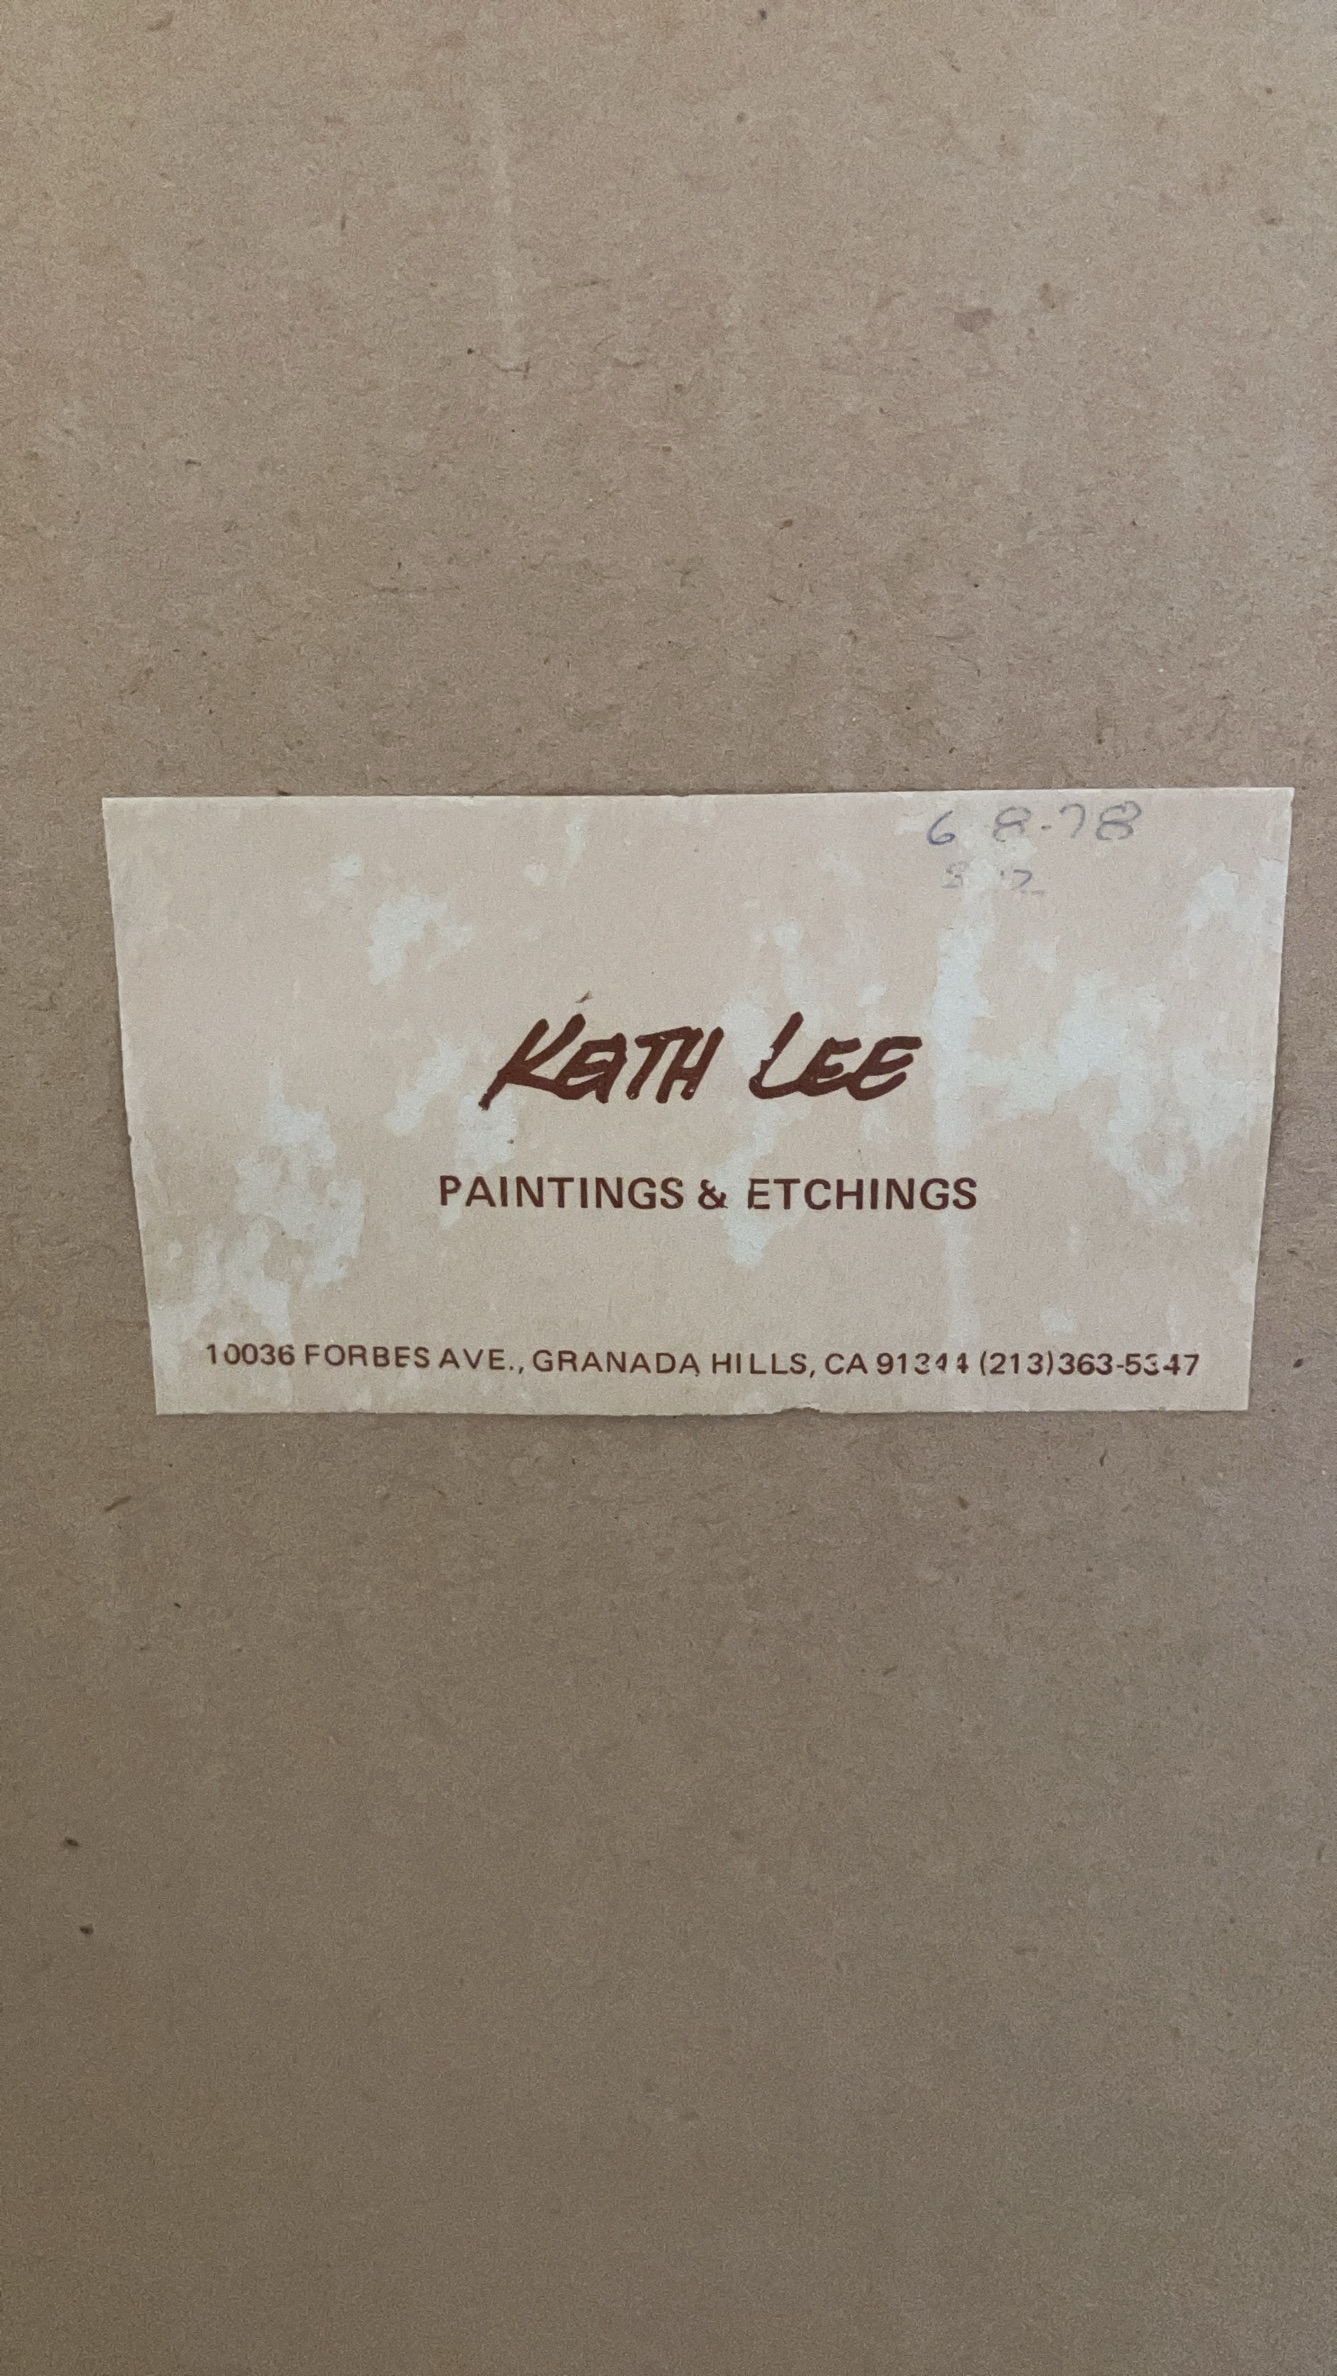 6 8-78
KEITH LEE
PAINTINGS & ETCHINGS
10036 FORBES AVE., GRANADA HILLS, CA 91344 (213)363-5347